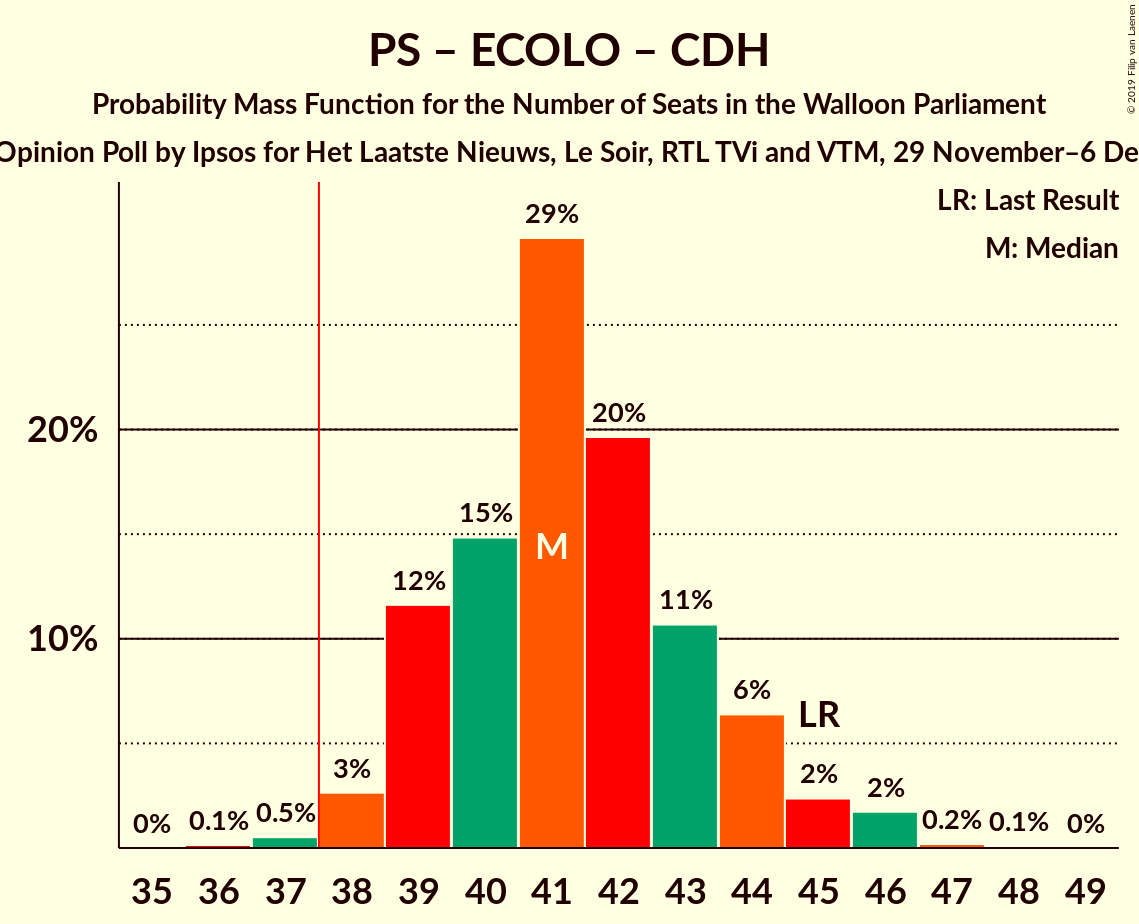 PS – ECOLO – CDH
Probability Mass Function for the Number of Seats in the Walloon Parliament
Opinion Poll by Ipsos for Het Laatste Nieuws, Le Soir, RTL TVi and VTM, 29 November–6 De
© 2019 Filip van Laenen
LR: Last Result
M: Median
20%
10%
0%
0.1%
0.5%
3%
12%
15%
29%
20%
11%
6%
2%
2%
0.2%
0.1%
0%
M
LR
35 36 37 38 39 40 41 42 43 44 45 46 47 48 49